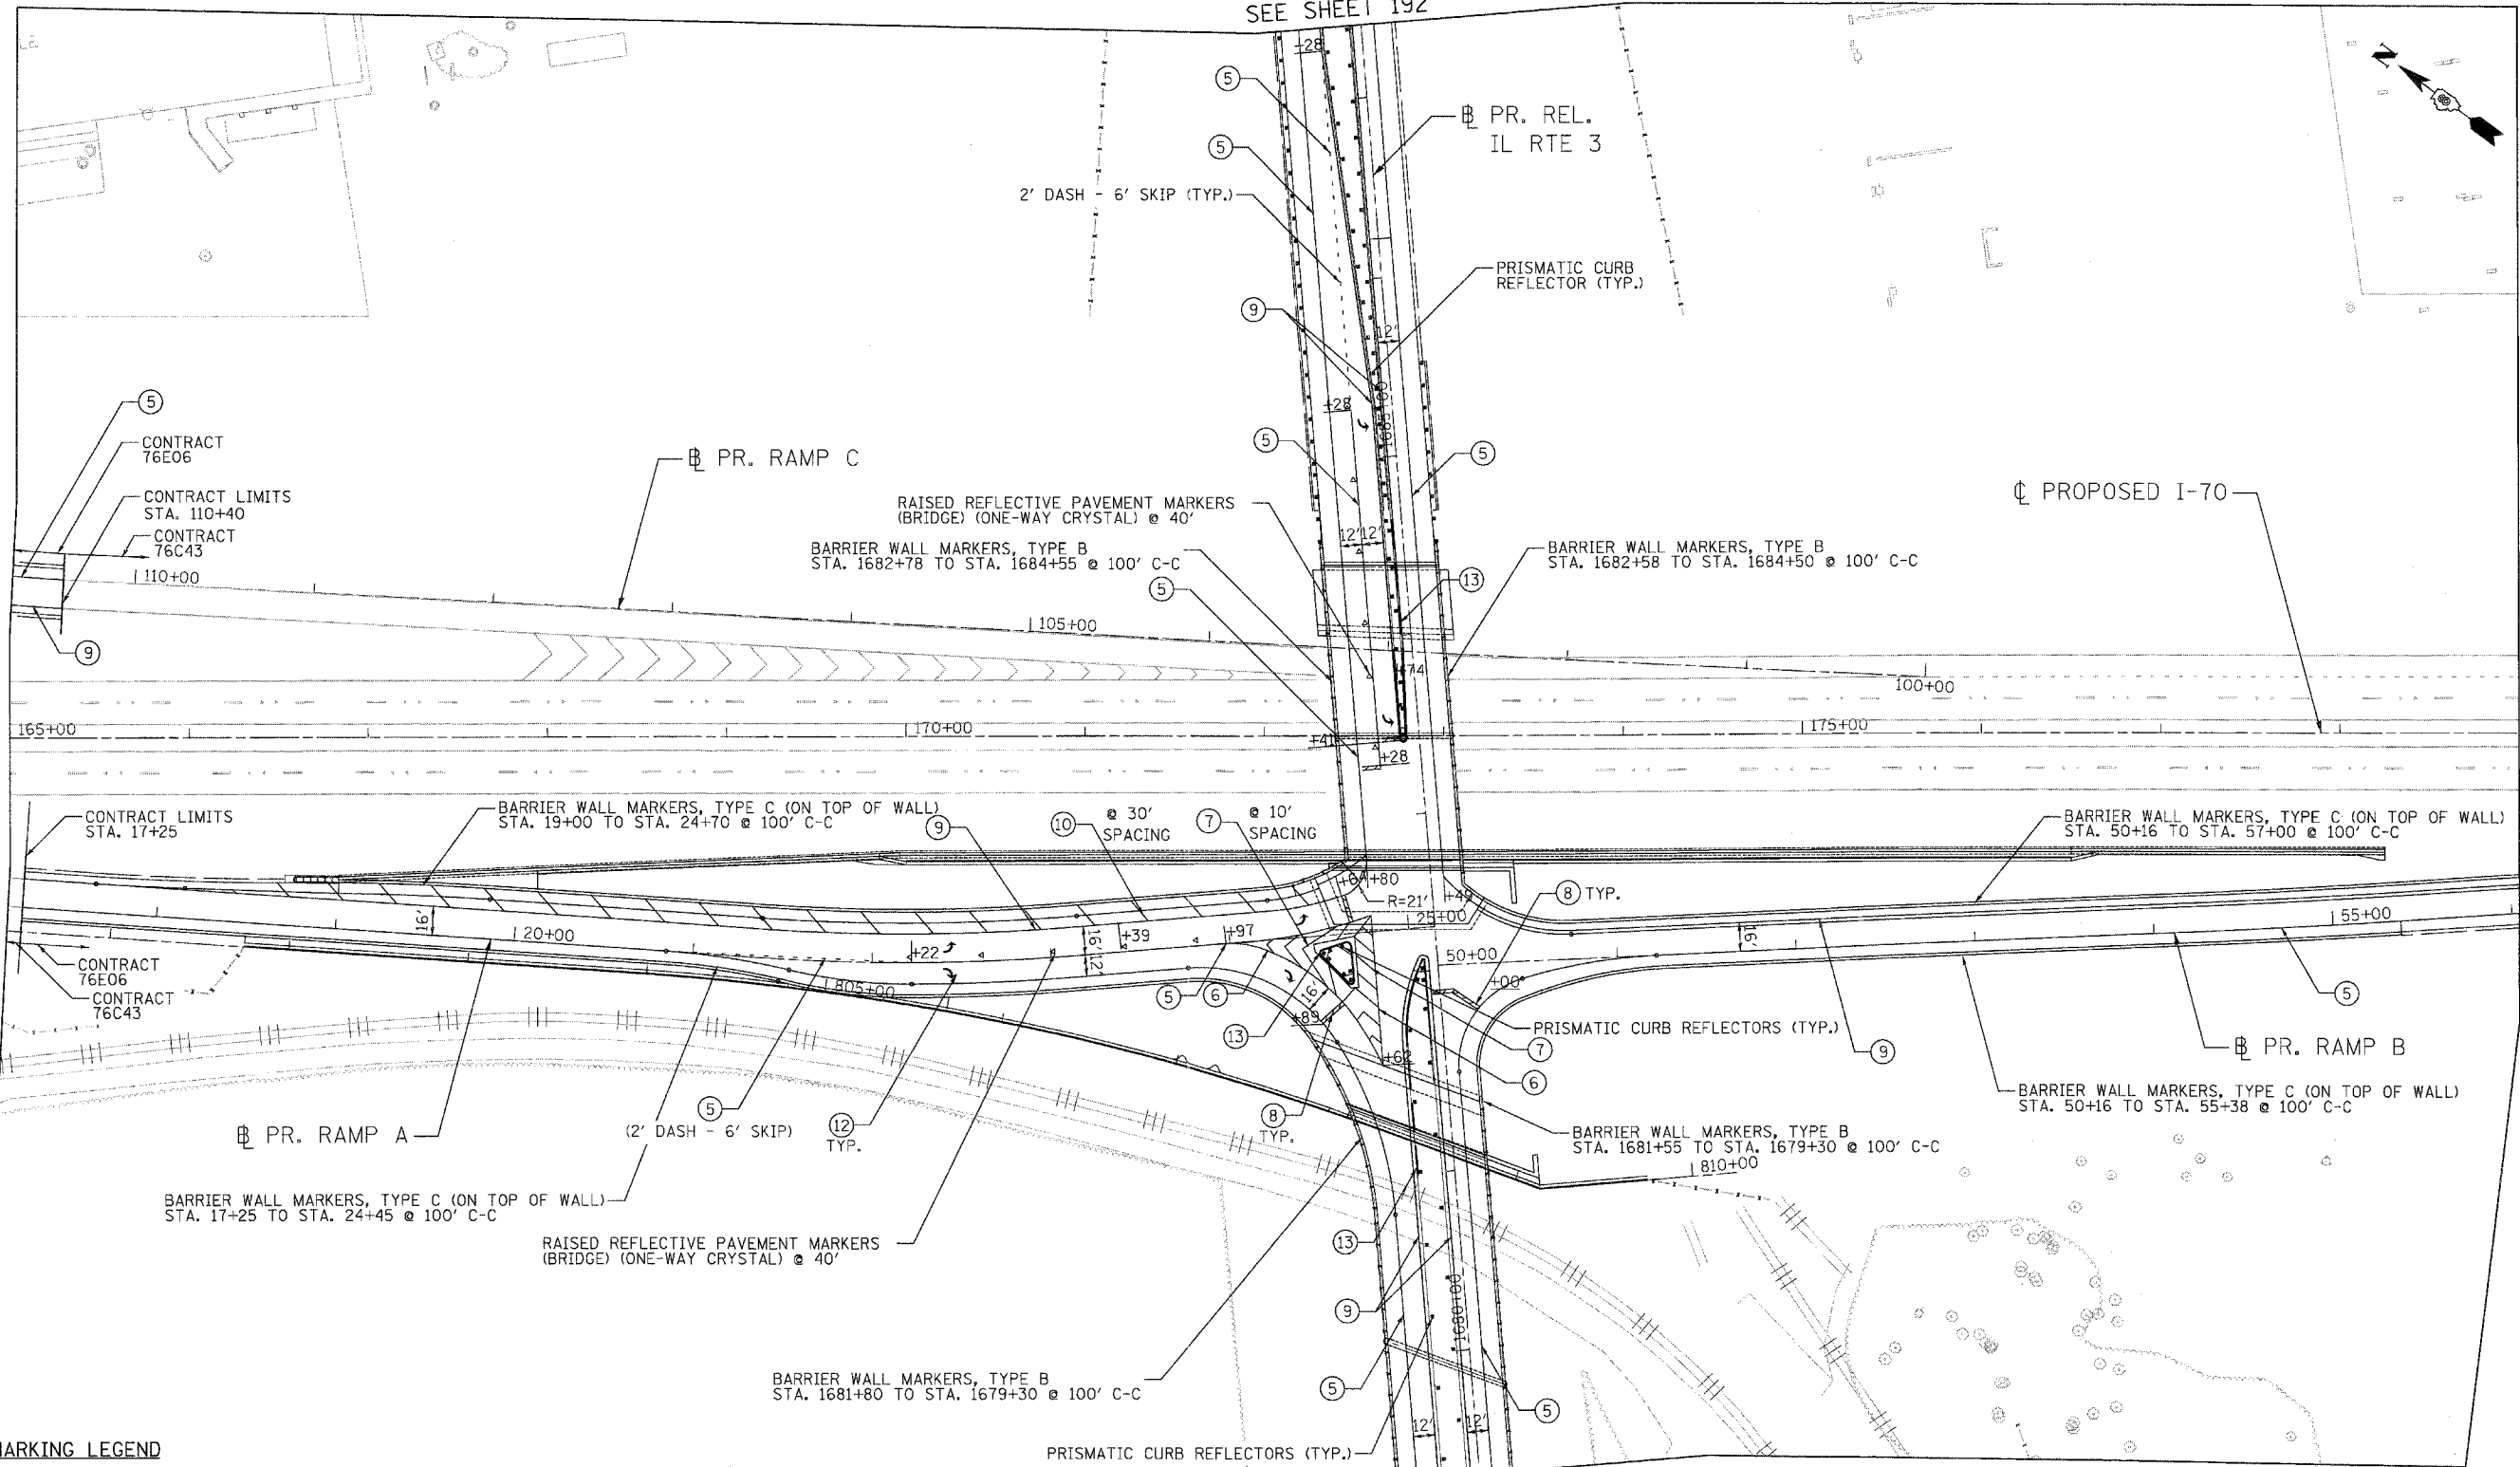 SEE SHEET 192
LE
N
+28
5
₧ PR. REL.
IL RTE 3
5
5
2' DASH - 6' SKIP (TYP.)
PRISMATIC CURB
REFLECTOR (TYP.)
9
12'
5
CONTRACT
76E06
+28
1685+00
5
5
₧ PR. RAMP C
CONTRACT LIMITS
STA. 110+40
CONTRACT
76C43
RAISED REFLECTIVE PAVEMENT MARKERS
(BRIDGE) (ONE-WAY CRYSTAL) @ 40'
℄ PROPOSED I-70
12' 12'
BARRIER WALL MARKERS, TYPE B
STA. 1682+78 TO STA. 1684+55 @ 100' C-C
BARRIER WALL MARKERS, TYPE B
STA. 1682+58 TO STA. 1684+50 @ 100' C-C
13
5
110+00
105+00
9
+74
100+00
165+00
170+00
175+00
+41
+28
CONTRACT LIMITS
STA. 17+25
BARRIER WALL MARKERS, TYPE C (ON TOP OF WALL)
STA. 19+00 TO STA. 24+70 @ 100' C-C
9
10
@ 30'
SPACING
7
@ 10'
SPACING
BARRIER WALL MARKERS, TYPE C (ON TOP OF WALL)
STA. 50+16 TO STA. 57+00 @ 100' C-C
+64
+80
R=21'
+49
8 TYP.
16'
20+00
+22
16'
12'
+39
+97
25+00
50+00
16'
55+00
CONTRACT
76E06
CONTRACT
76C43
805+00
5
6
16'
+89
13
+00
5
PRISMATIC CURB REFLECTORS (TYP.)
7
9
+62
6
₧ PR. RAMP B
BARRIER WALL MARKERS, TYPE C (ON TOP OF WALL)
STA. 50+16 TO STA. 55+38 @ 100' C-C
₧ PR. RAMP A
5
(2' DASH - 6' SKIP)
12
TYP.
8
TYP.
BARRIER WALL MARKERS, TYPE B
STA. 1681+55 TO STA. 1679+30 @ 100' C-C
810+00
BARRIER WALL MARKERS, TYPE C (ON TOP OF WALL)
STA. 17+25 TO STA. 24+45 @ 100' C-C
RAISED REFLECTIVE PAVEMENT MARKERS
(BRIDGE) (ONE-WAY CRYSTAL) @ 40'
13
9
1680+00
BARRIER WALL MARKERS, TYPE B
STA. 1681+80 TO STA. 1679+30 @ 100' C-C
5
5
12'
12'
MARKING LEGEND
PRISMATIC CURB REFLECTORS (TYP.)